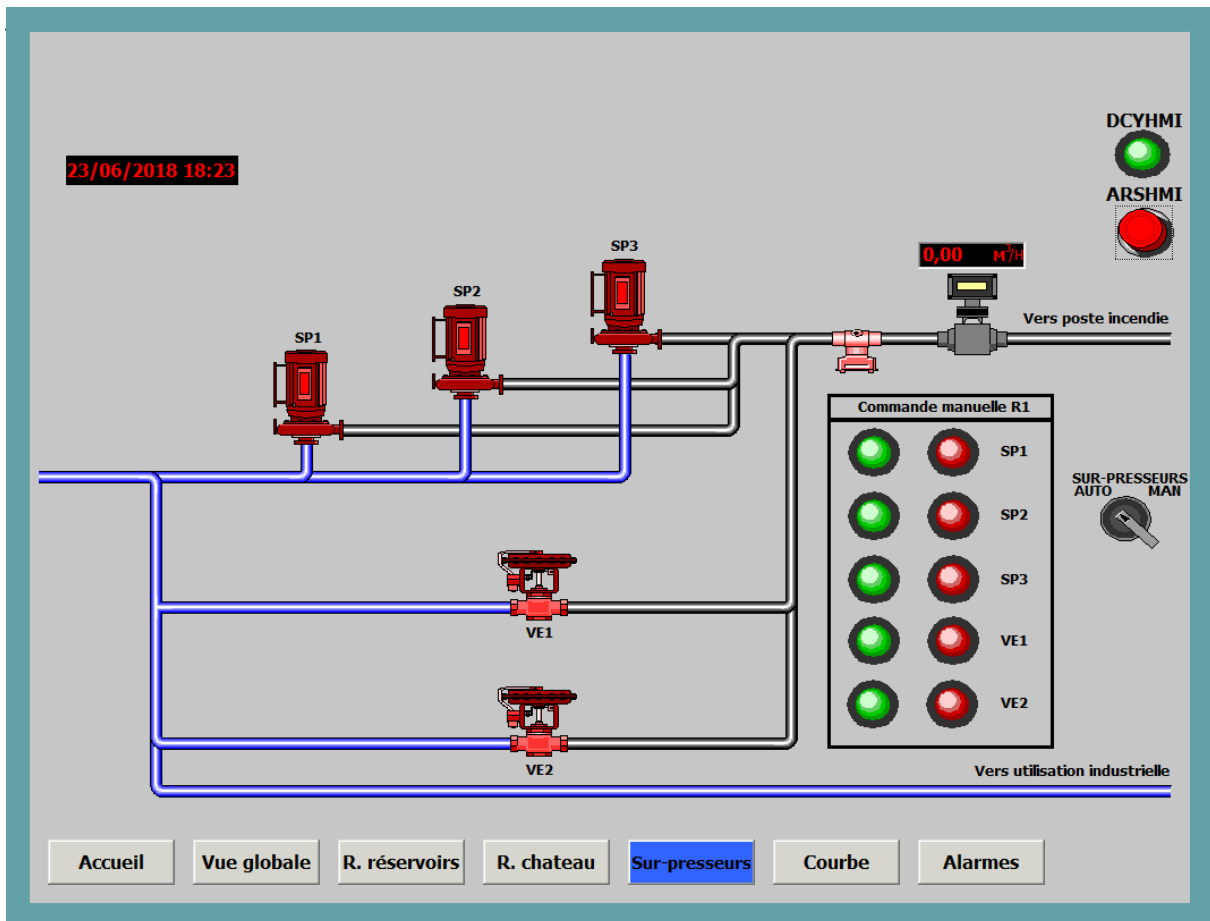 DCYHMI
23/06/2018 18:23
ARSHMI
SP3
0,00 M³/H
SP2
Vers poste incendie
SP1
Commande manuelle R1
SP1
SUR-PRESSEURS
AUTO MAN
SP2
SP3
VE1
VE1
VE2
VE2
Vers utilisation industrielle
Accueil
Vue globale
R. réservoirs
R. chateau
Sur-presseurs
Courbe
Alarmes